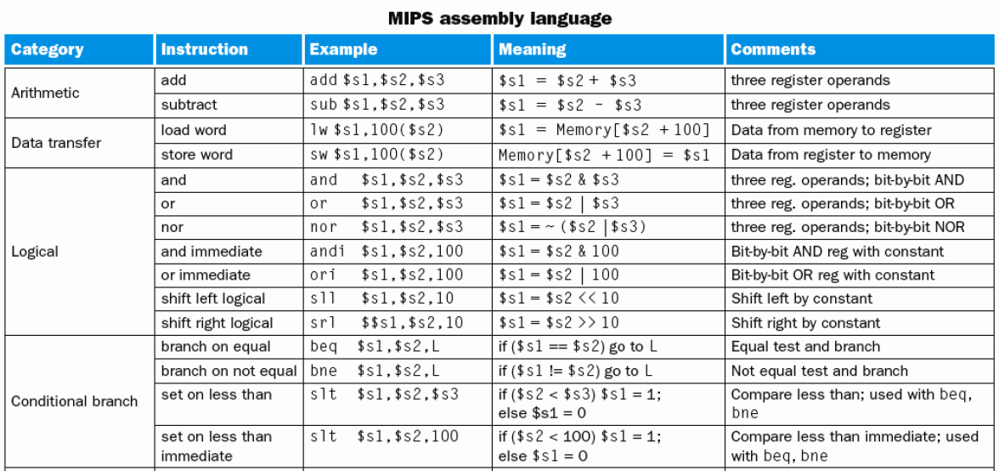 MIPS assembly language
Category Instruction Example Meaning Comments
Arithmetic
add add $s1,$s2,$s3 $s1 = $s2 + $s3 three register operands
subtract sub $s1,$s2,$s3 $s1 = $s2 - $s3 three register operands
Data transfer
load word lw $s1,100($s2) $s1 = Memory[$s2 + 100] Data from memory to register
store word sw $s1,100($s2) Memory[$s2 + 100] = $s1 Data from register to memory
Logical
and and $s1,$s2,$s3 $s1 = $s2 & $s3 three reg. operands; bit-by-bit AND
or or $s1,$s2,$s3 $s1 = $s2 | $s3 three reg. operands; bit-by-bit OR
nor nor $s1,$s2,$s3 $s1 = ~ ($s2 | $s3) three reg. operands; bit-by-bit NOR
and immediate andi $s1,$s2,100 $s1 = $s2 & 100 Bit-by-bit AND reg with constant
or immediate ori $s1,$s2,100 $s1 = $s2 | 100 Bit-by-bit OR reg with constant
shift left logical sll $s1,$s2,10 $s1 = $s2 << 10 Shift left by constant
shift right logical srl $$s1,$s2,10 $s1 = $s2 >> 10 Shift right by constant
Conditional branch
branch on equal beq $s1,$s2,L if ($s1 == $s2) go to L Equal test and branch
branch on not equal bne $s1,$s2,L if ($s1 != $s2) go to L Not equal test and branch
set on less than slt $s1,$s2,$s3 if ($s2 < $s3) $s1 = 1; Compare less than; used with beq,
else $s1 = 0 bne
set on less than slt $s1,$s2,100 if ($s2 < 100) $s1 = 1; Compare less than immediate; used
immediate else $s1 = 0 with beq, bne